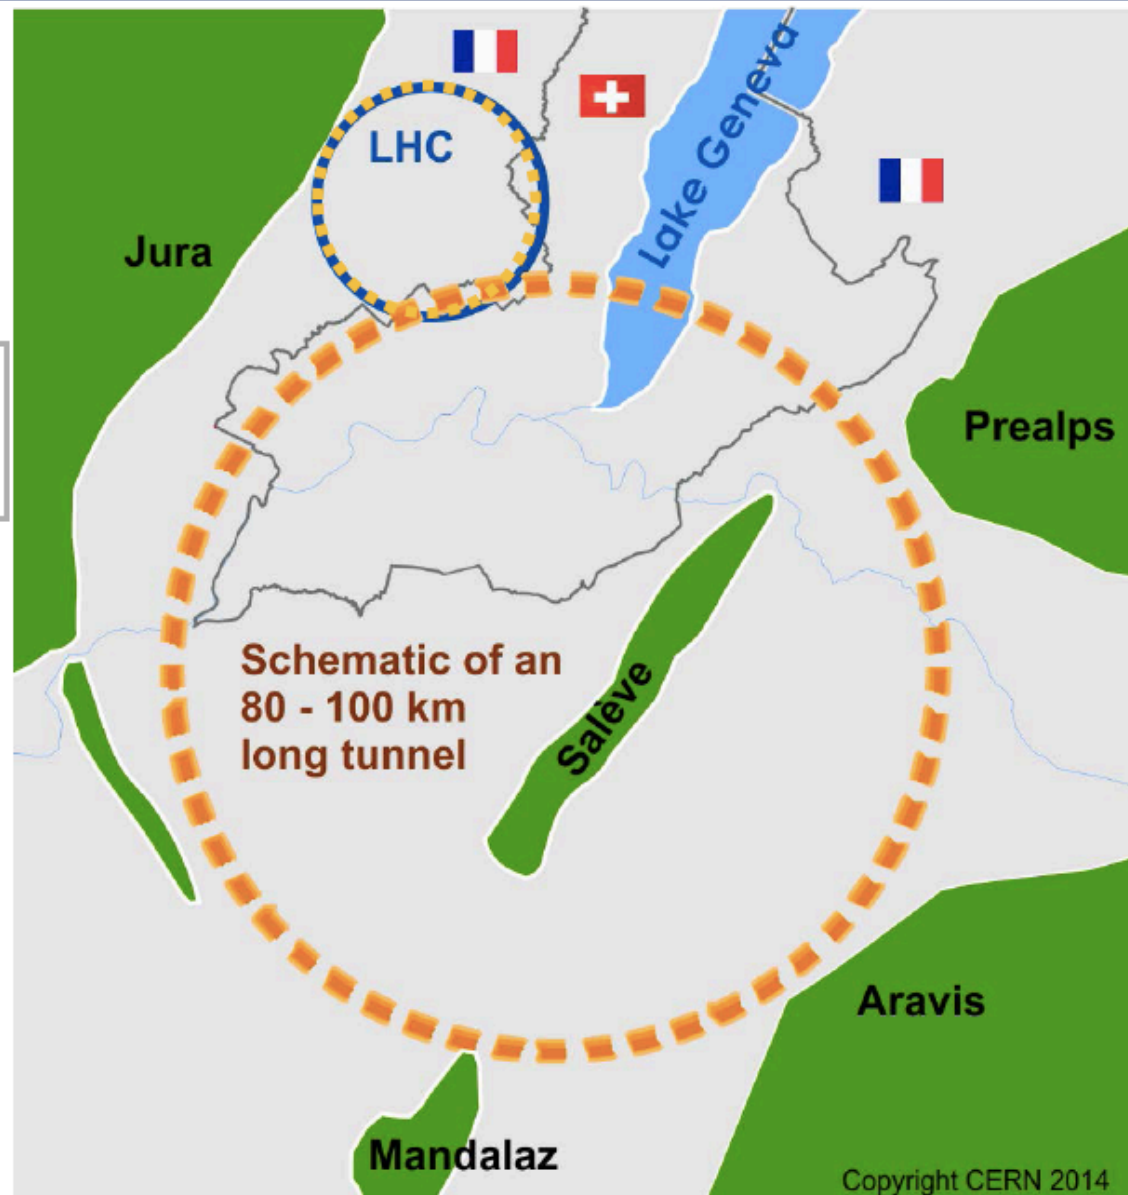 LHC
Lake Geneva
Jura
Prealps
Schematic of an
80 - 100 km
long tunnel
Salève
Aravis
Mandalaz
Copyright CERN 2014